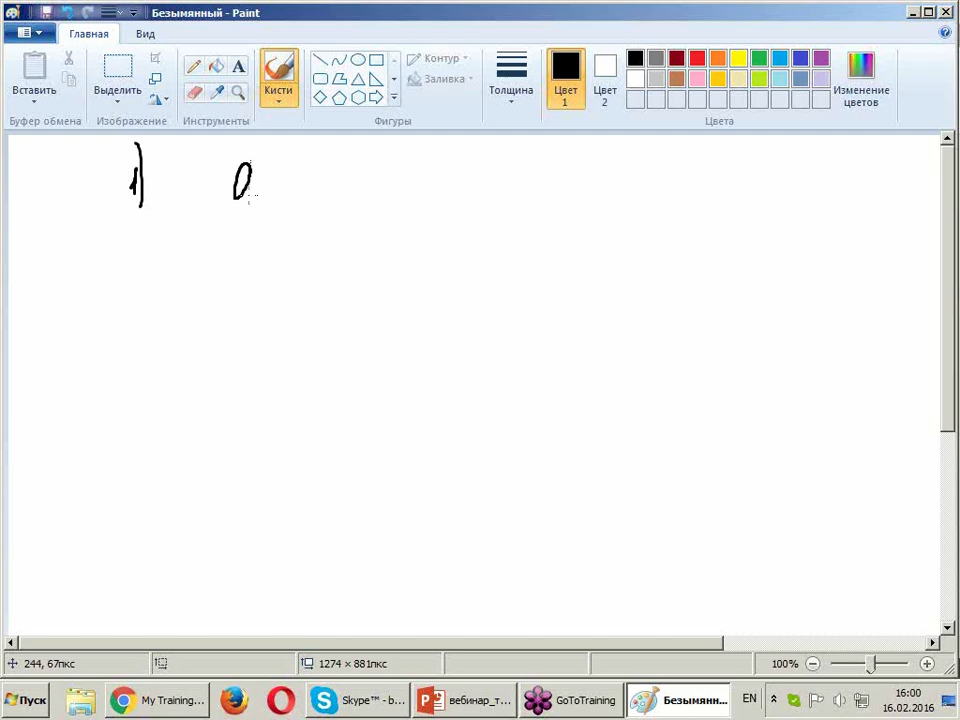 Безымянный - Paint
Главная Вид
Вставить
Выделить
Кисти
Контур
Заливка
Толщина
Цвет 1
Цвет 2
Изменение цветов
Буфер обмена Изображение Инструменты Фигуры Цвета
1) 0
244, 67пкс 1274 × 881пкс 100%
Пуск My Training... Skype™ - b... вебинар_т... GoToTraining Безымянн... EN 16:00
16.02.2016